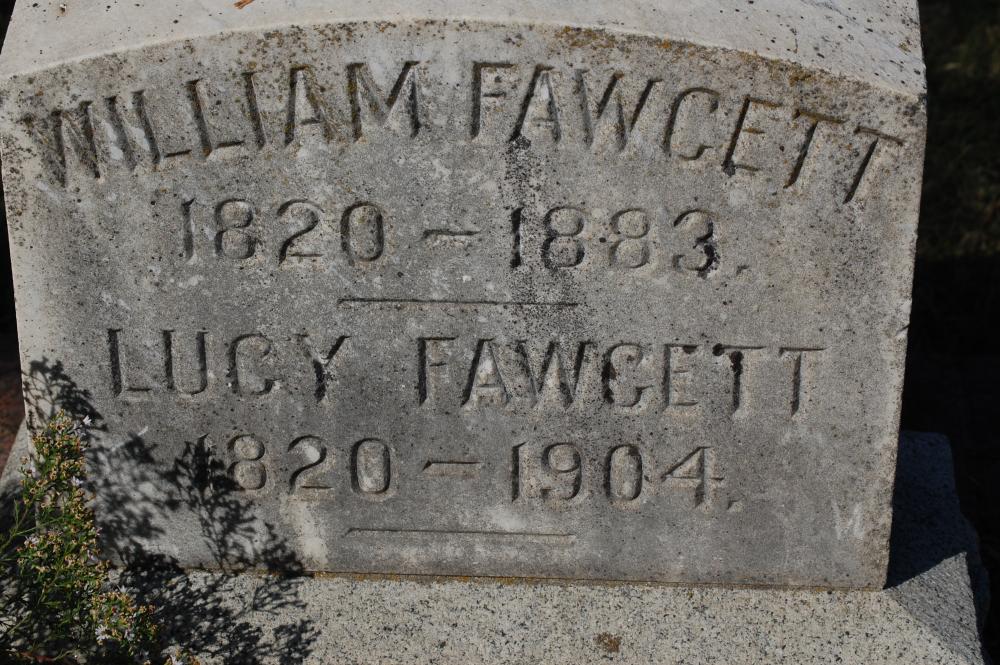 WILLIAM FAWCETT
1820 - 1883.
LUCY FAWCETT
1820 - 1904.